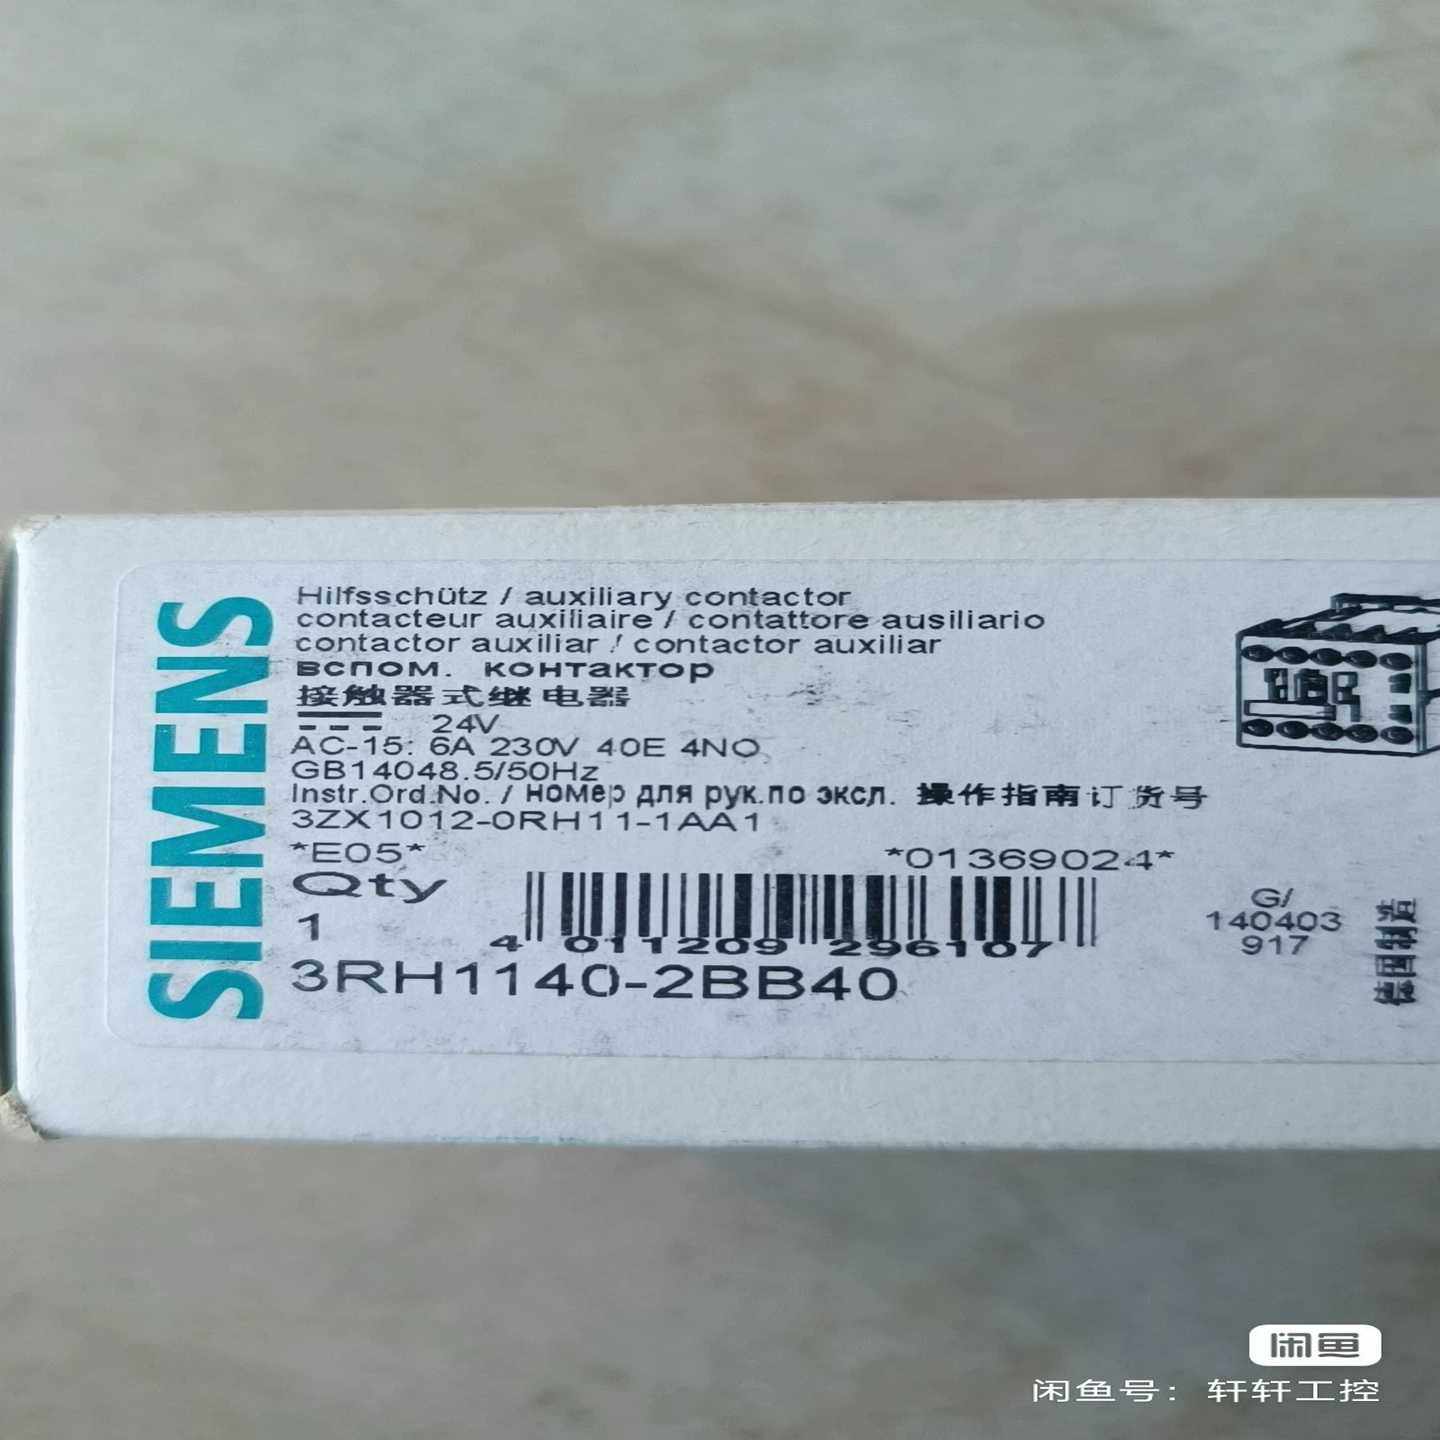 SIEMENS
Hilfsschütz / auxiliary contactor
contacteur auxiliaire / contattore ausiliario
contactor auxiliar / contactor auxiliar
вспом. контактор
接触器式继电器
24V
AC-15: 6A 230V 40E 4NO
GB14048.5/50Hz
Instr.Ord.No. / номер для рук.по эксл. 操作指南订货号
3ZX1012-0RH11-1AA1
*E05*
*01369024*
Qty
1
4 011209 296107
3RH1140-2BB40
G/
140403
917
德国制造
闲鱼
闲鱼号：轩轩工控